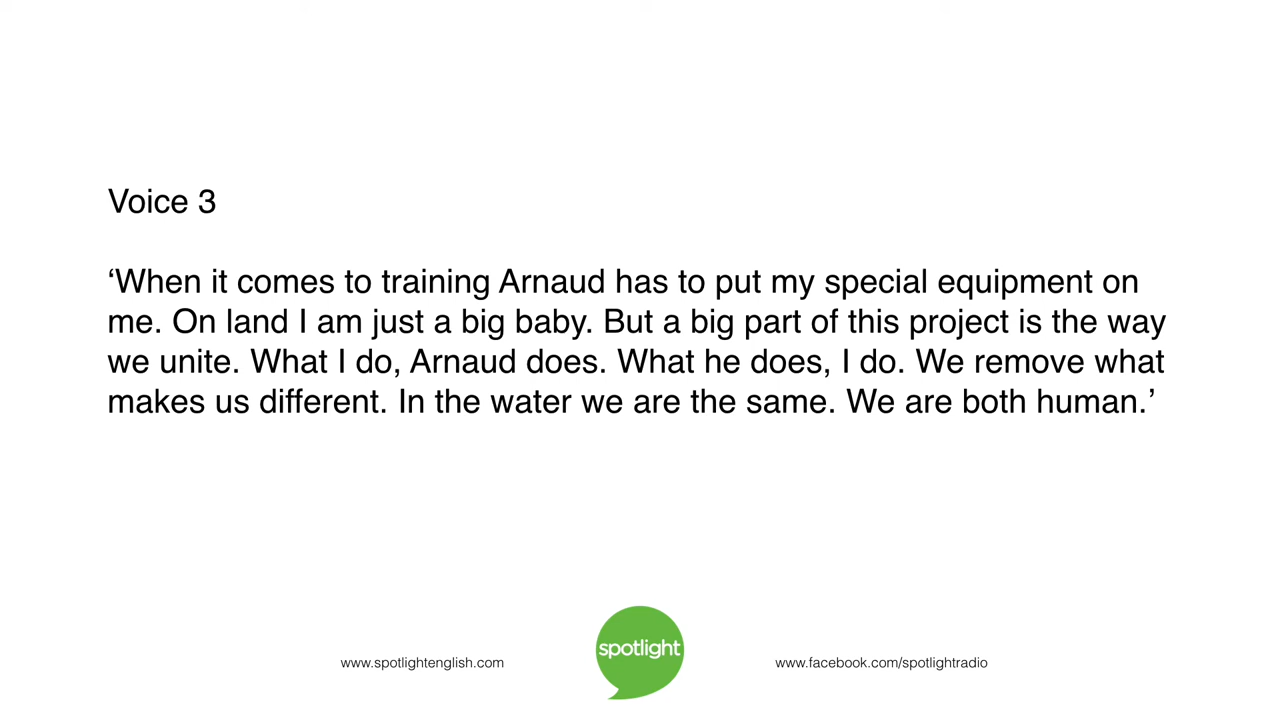 Voice 3
‘When it comes to training Arnaud has to put my special equipment on
me. On land I am just a big baby. But a big part of this project is the way
we unite. What I do, Arnaud does. What he does, I do. We remove what
makes us different. In the water we are the same. We are both human.’
www.spotlightenglish.com
spotlight
www.facebook.com/spotlightradio